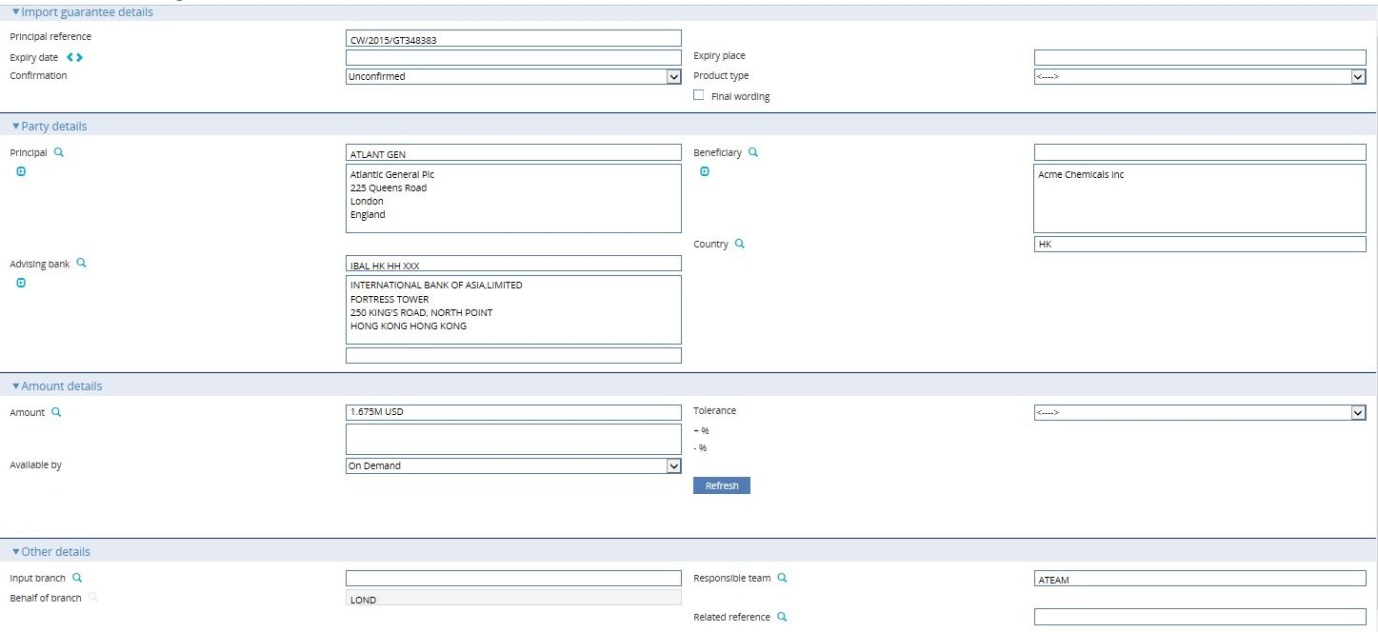 ▼Import guarantee details
Principal reference CW/2015/GT348383
Expiry date Expiry place
Confirmation Unconfirmed Product type <---->
Final wording
▼Party details
Principal ATLANT GEN Beneficiary
Atlantic General Plc Acme Chemicals Inc
225 Queens Road
London
England
Country HK
Advising bank IBAL HK HH XXX
INTERNATIONAL BANK OF ASIA,LIMITED
FORTRESS TOWER
250 KING'S ROAD, NORTH POINT
HONG KONG HONG KONG
▼Amount details
Amount 1.675M USD Tolerance <---->
+ %
- %
Available by On Demand
Refresh
▼Other details
Input branch Responsible team ATEAM
Behalf of branch LOND
Related reference